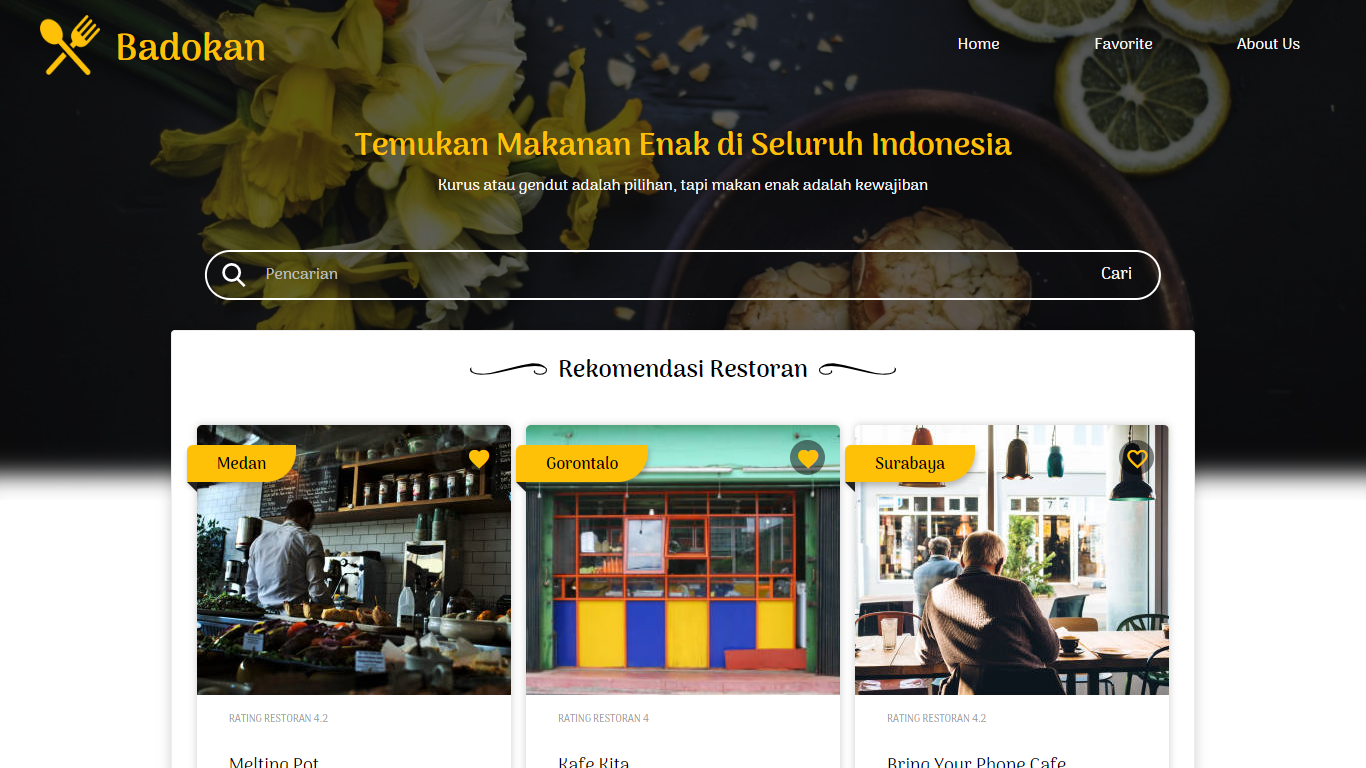 Badokan
Home
Favorite
About Us
Temukan Makanan Enak di Seluruh Indonesia
Kurus atau gendut adalah pilihan, tapi makan enak adalah kewajiban
Pencarian
Cari
Rekomendasi Restoran
Medan
Gorontalo
Surabaya
RATING RESTORAN 4.2
RATING RESTORAN 4
RATING RESTORAN 4.2
Melting Pot
Kafe Kita
Bring Your Phone Cafe